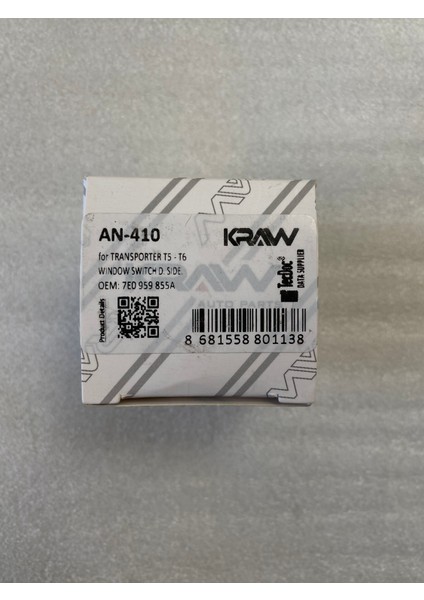 AN-410
KRAW
for TRANSPORTER T5 - T6
WINDOW SWITCH D. SIDE.
OEM: 7E0 959 855A
KRAW
AUTO PARTS
Product Details
TecDoc
DATA SUPPLIER
8 681558 801138